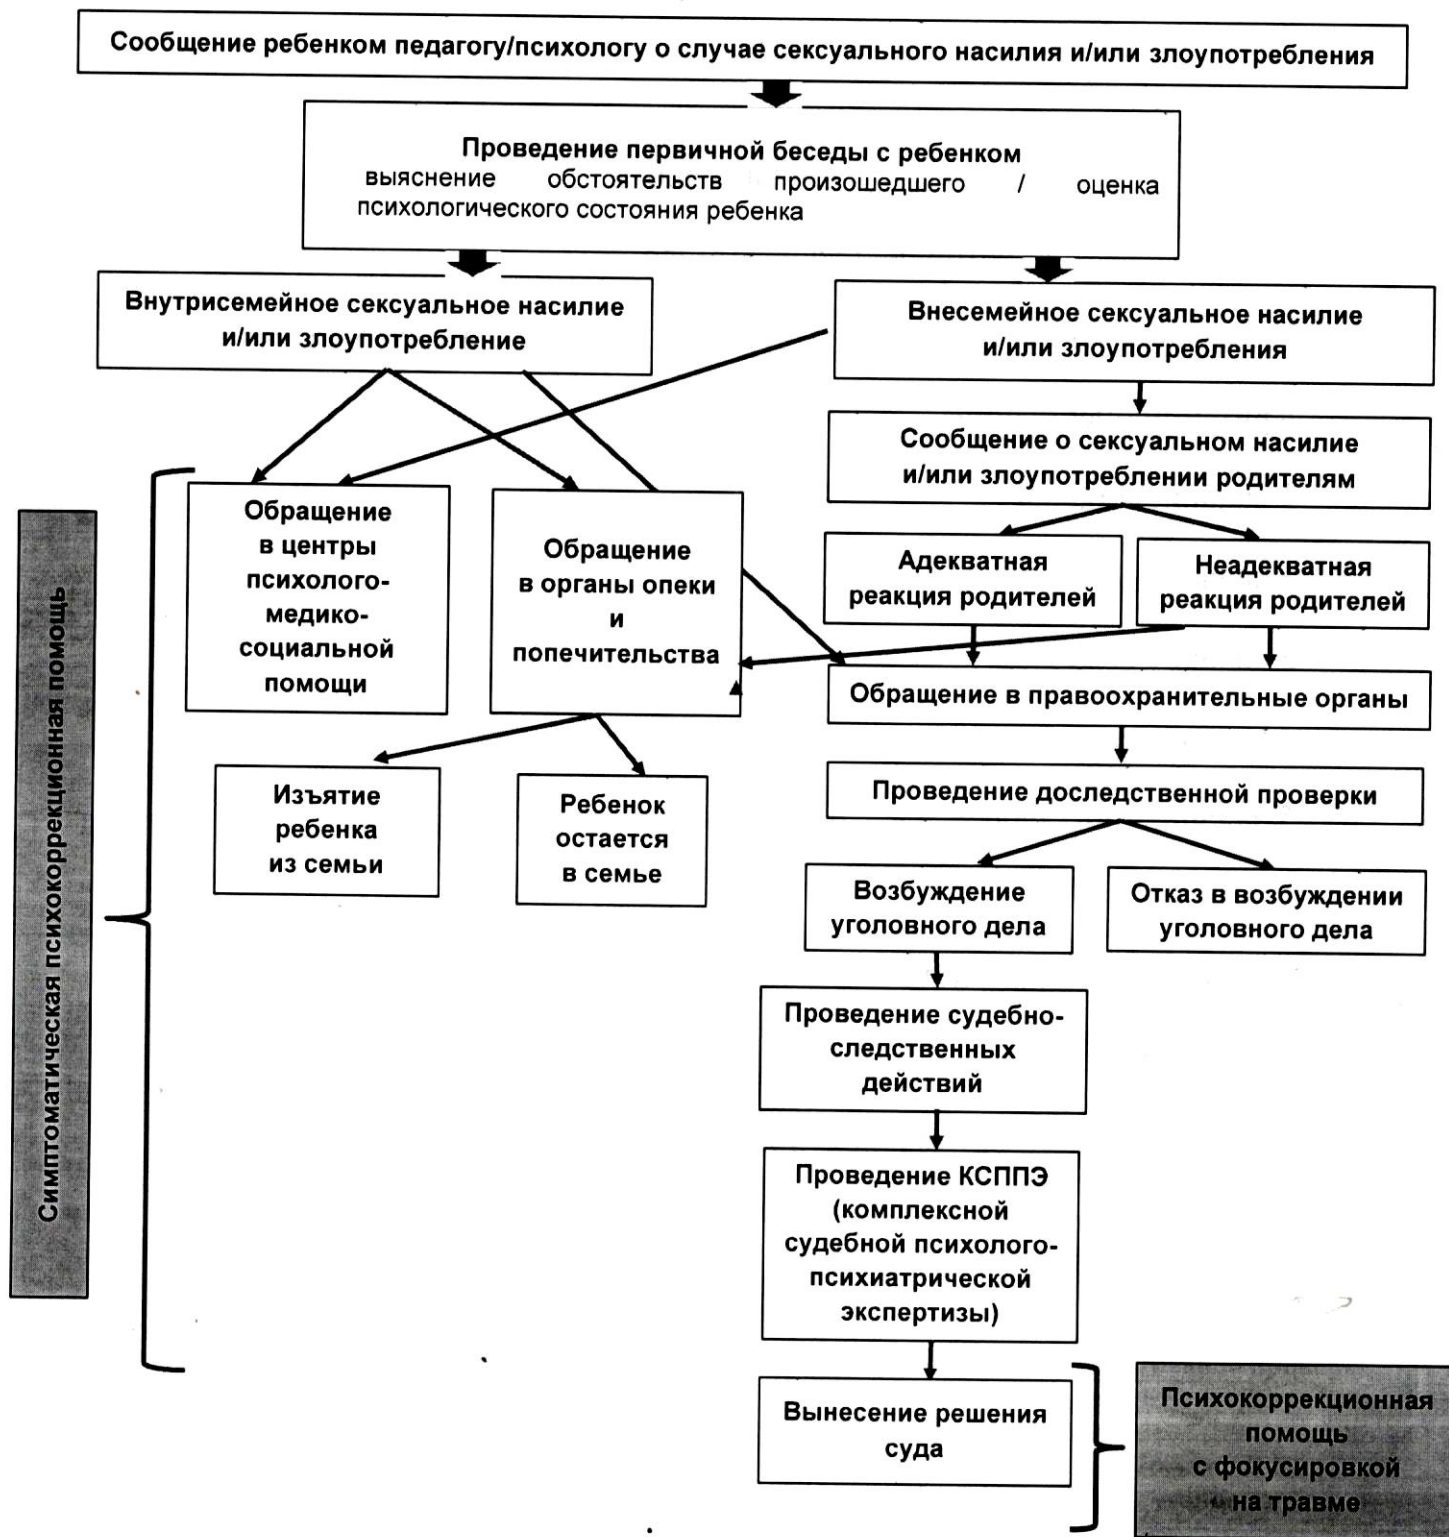 Сообщение ребенком педагогу/психологу о случае сексуального насилия и/или злоупотребления
Проведение первичной беседы с ребенком
выяснение обстоятельств произошедшего / оценка
психологического состояния ребенка
Внутрисемейное сексуальное насилие
и/или злоупотребление
Внесемейное сексуальное насилие
и/или злоупотребления
Сообщение о сексуальном насилие
и/или злоупотреблении родителям
Обращение
в центры
психолого-
медико-
социальной
помощи
Обращение
в органы опеки
и
попечительства
Адекватная
реакция родителей
Неадекватная
реакция родителей
Обращение в правоохранительные органы
Изъятие
ребенка
из семьи
Ребенок
остается
в семье
Проведение доследственной проверки
Возбуждение
уголовного дела
Отказ в возбуждении
уголовного дела
Проведение судебно-
следственных
действий
Проведение КСППЭ
(комплексной
судебной психолого-
психиатрической
экспертизы)
Вынесение решения
суда
Симптоматическая психокоррекционная помощь
Психокоррекционная
помощь
с фокусировкой
на травме